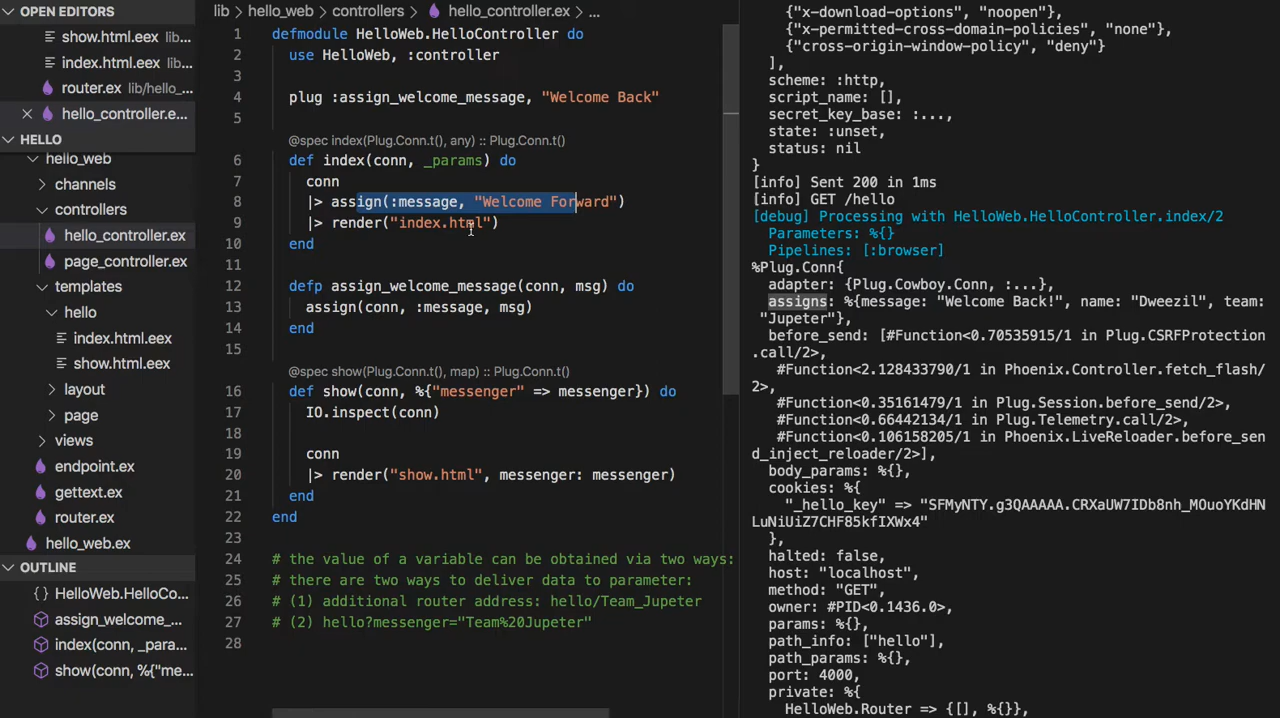 OPEN EDITORS
show.html.eex lib...
index.html.eex lib...
router.ex lib/hello_...
hello_controller.e...
HELLO
hello_web
channels
controllers
hello_controller.ex
page_controller.ex
templates
hello
index.html.eex
show.html.eex
layout
page
views
endpoint.ex
gettext.ex
router.ex
hello_web.ex
OUTLINE
{} HelloWeb.HelloCo...
assign_welcome_...
index(conn, _para...
show(conn, %{"me...
lib > hello_web > controllers > hello_controller.ex > ...
1 defmodule HelloWeb.HelloController do
2 use HelloWeb, :controller
3
4 plug :assign_welcome_message, "Welcome Back"
5
@spec index(Plug.Conn.t(), any) :: Plug.Conn.t()
6 def index(conn, _params) do
7 conn
8 |> assign(:message, "Welcome Forward")
9 |> render("index.html")
10 end
11
12 defp assign_welcome_message(conn, msg) do
13 assign(conn, :message, msg)
14 end
15
@spec show(Plug.Conn.t(), map) :: Plug.Conn.t()
16 def show(conn, %{"messenger" => messenger}) do
17 IO.inspect(conn)
18
19 conn
20 |> render("show.html", messenger: messenger)
21 end
22 end
23
24 # the value of a variable can be obtained via two ways:
25 # there are two ways to deliver data to parameter:
26 # (1) additional router address: hello/Team_Jupeter
27 # (2) hello?messenger="Team%20Jupeter"
28
{"x-download-options", "noopen"},
{"x-permitted-cross-domain-policies", "none"},
{"cross-origin-window-policy", "deny"}
],
scheme: :http,
script_name: [],
secret_key_base: :...,
state: :unset,
status: nil
}
[info] Sent 200 in 1ms
[info] GET /hello
[debug] Processing with HelloWeb.HelloController.index/2
Parameters: %{}
Pipelines: [:browser]
%Plug.Conn{
adapter: {Plug.Cowboy.Conn, :...},
assigns: %{message: "Welcome Back!", name: "Dweezil", team:
"Jupeter"},
before_send: [#Function<0.70535915/1 in Plug.CSRFProtection
.call/2>,
#Function<2.128433790/1 in Phoenix.Controller.fetch_flash/
2>,
#Function<0.35161479/1 in Plug.Session.before_send/2>,
#Function<0.66442134/1 in Plug.Telemetry.call/2>,
#Function<0.106158205/1 in Phoenix.LiveReloader.before_sen
d_inject_reloader/2>],
body_params: %{},
cookies: %{
"_hello_key" => "SFMyNTY.g3QAAAAA.CRXaUW7IDb8nh_MOuoYKdHN
LuNiUiZ7CHF85kfIXWx4"
},
halted: false,
host: "localhost",
method: "GET",
owner: #PID<0.1436.0>,
params: %{},
path_info: ["hello"],
path_params: %{},
port: 4000,
private: %{
HelloWeb.Router => {[], %{}},